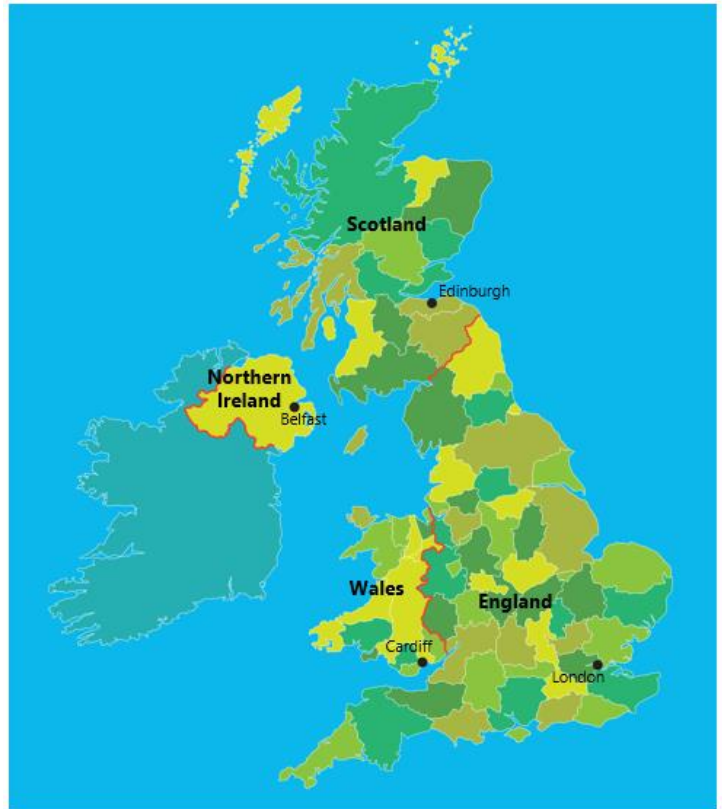 Scotland
Edinburgh
Northern
Ireland
Belfast
Wales
England
Cardiff
London